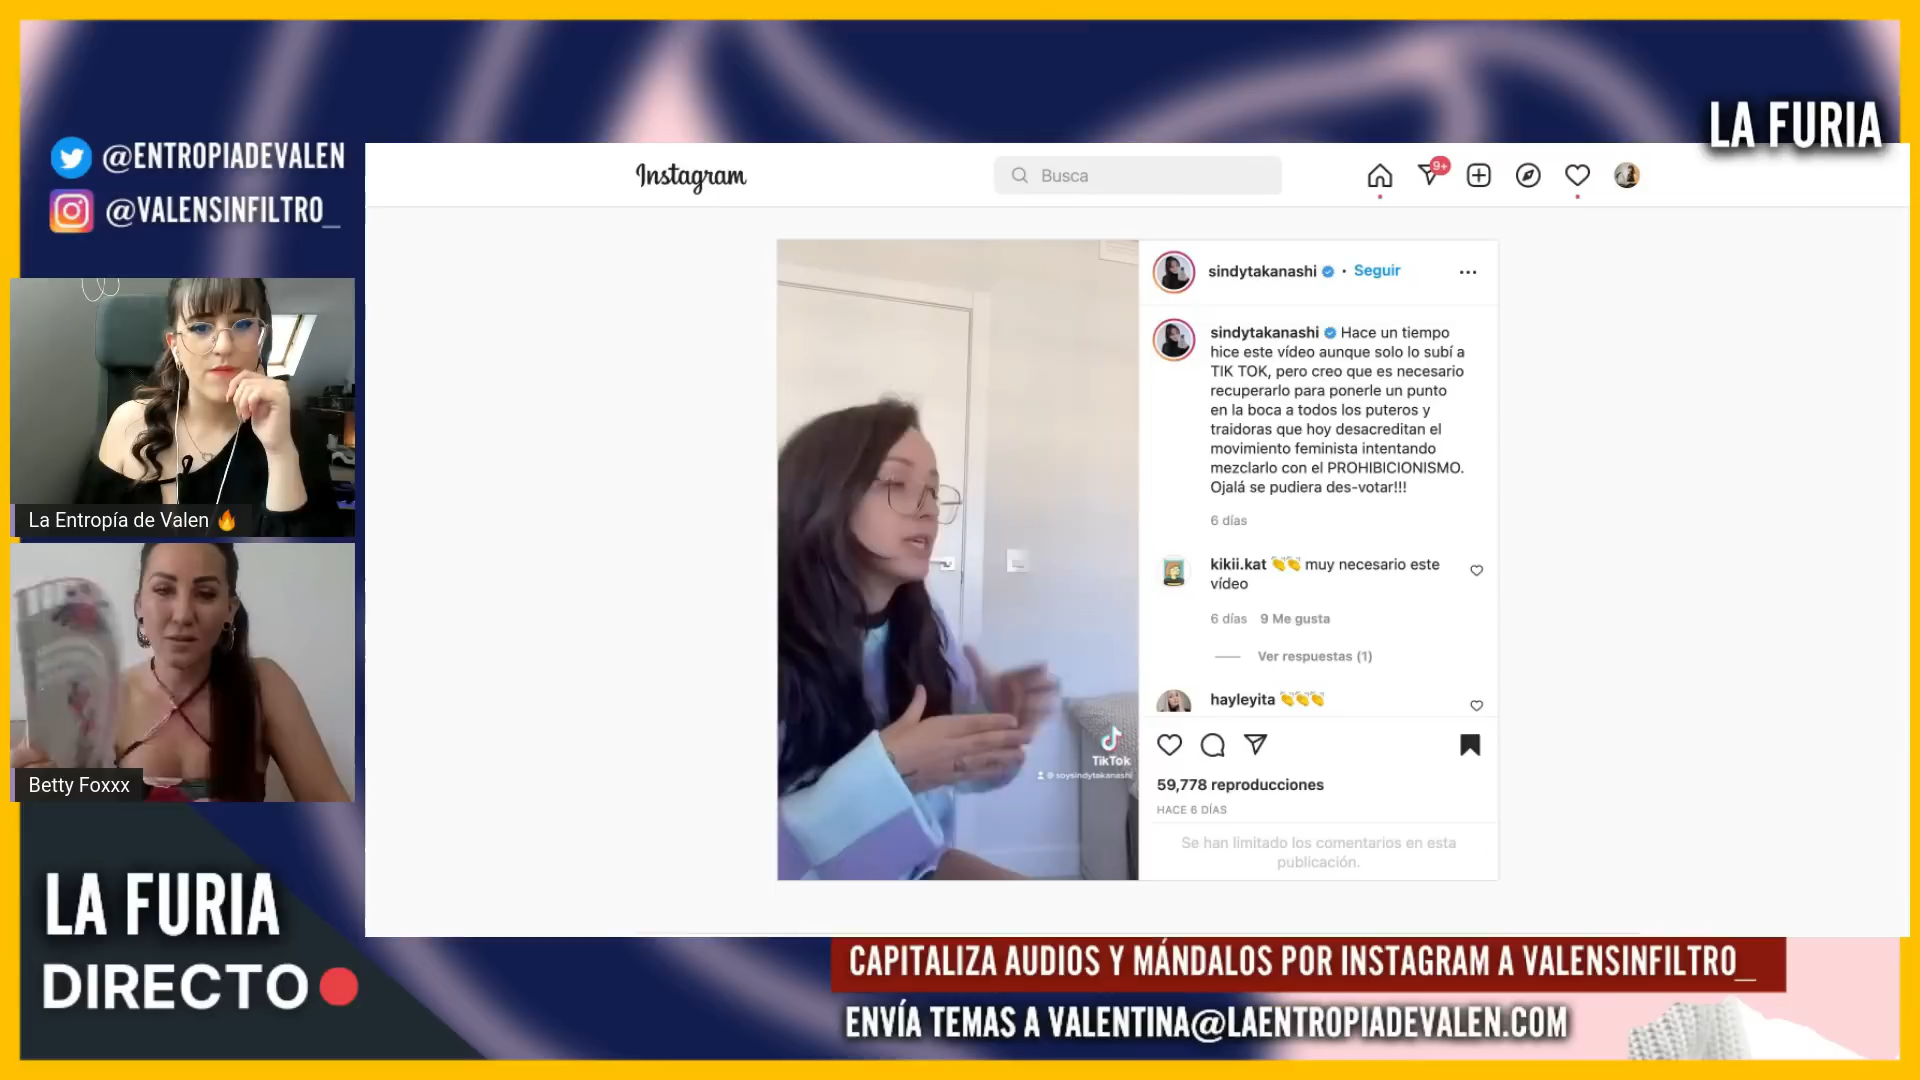 LA FURIA
@ENTROPIADEVALEN
@VALENSINFILTRO_
Instagram
Busca
9+
La Entropía de Valen 🔥
Betty Foxxx
TikTok
@soysindytakanashi
sindytakanashi • Seguir
sindytakanashi Hace un tiempo
hice este vídeo aunque solo lo subí a
TIK TOK, pero creo que es necesario
recuperarlo para ponerle un punto
en la boca a todos los puteros y
traidoras que hoy desacreditan el
movimiento feminista intentando
mezclarlo con el PROHIBICIONISMO.
Ojalá se pudiera des-votar!!!
6 días
kikii.kat 👏👏 muy necesario este
vídeo
6 días 9 Me gusta
Ver respuestas (1)
hayleyita 👏👏👏
59,778 reproducciones
HACE 6 DÍAS
Se han limitado los comentarios en esta
publicación.
LA FURIA
DIRECTO
CAPITALIZA AUDIOS Y MÁNDALOS POR INSTAGRAM A VALENSINFILTRO_
ENVÍA TEMAS A VALENTINA@LAENTROPIADEVALEN.COM